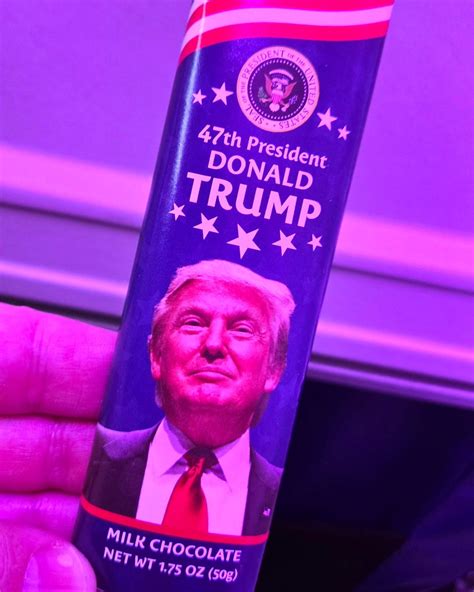 SEAL OF THE PRESIDENT OF THE UNITED STATES
47th President
DONALD
TRUMP
MILK CHOCOLATE
NET WT 1.75 OZ (50g)